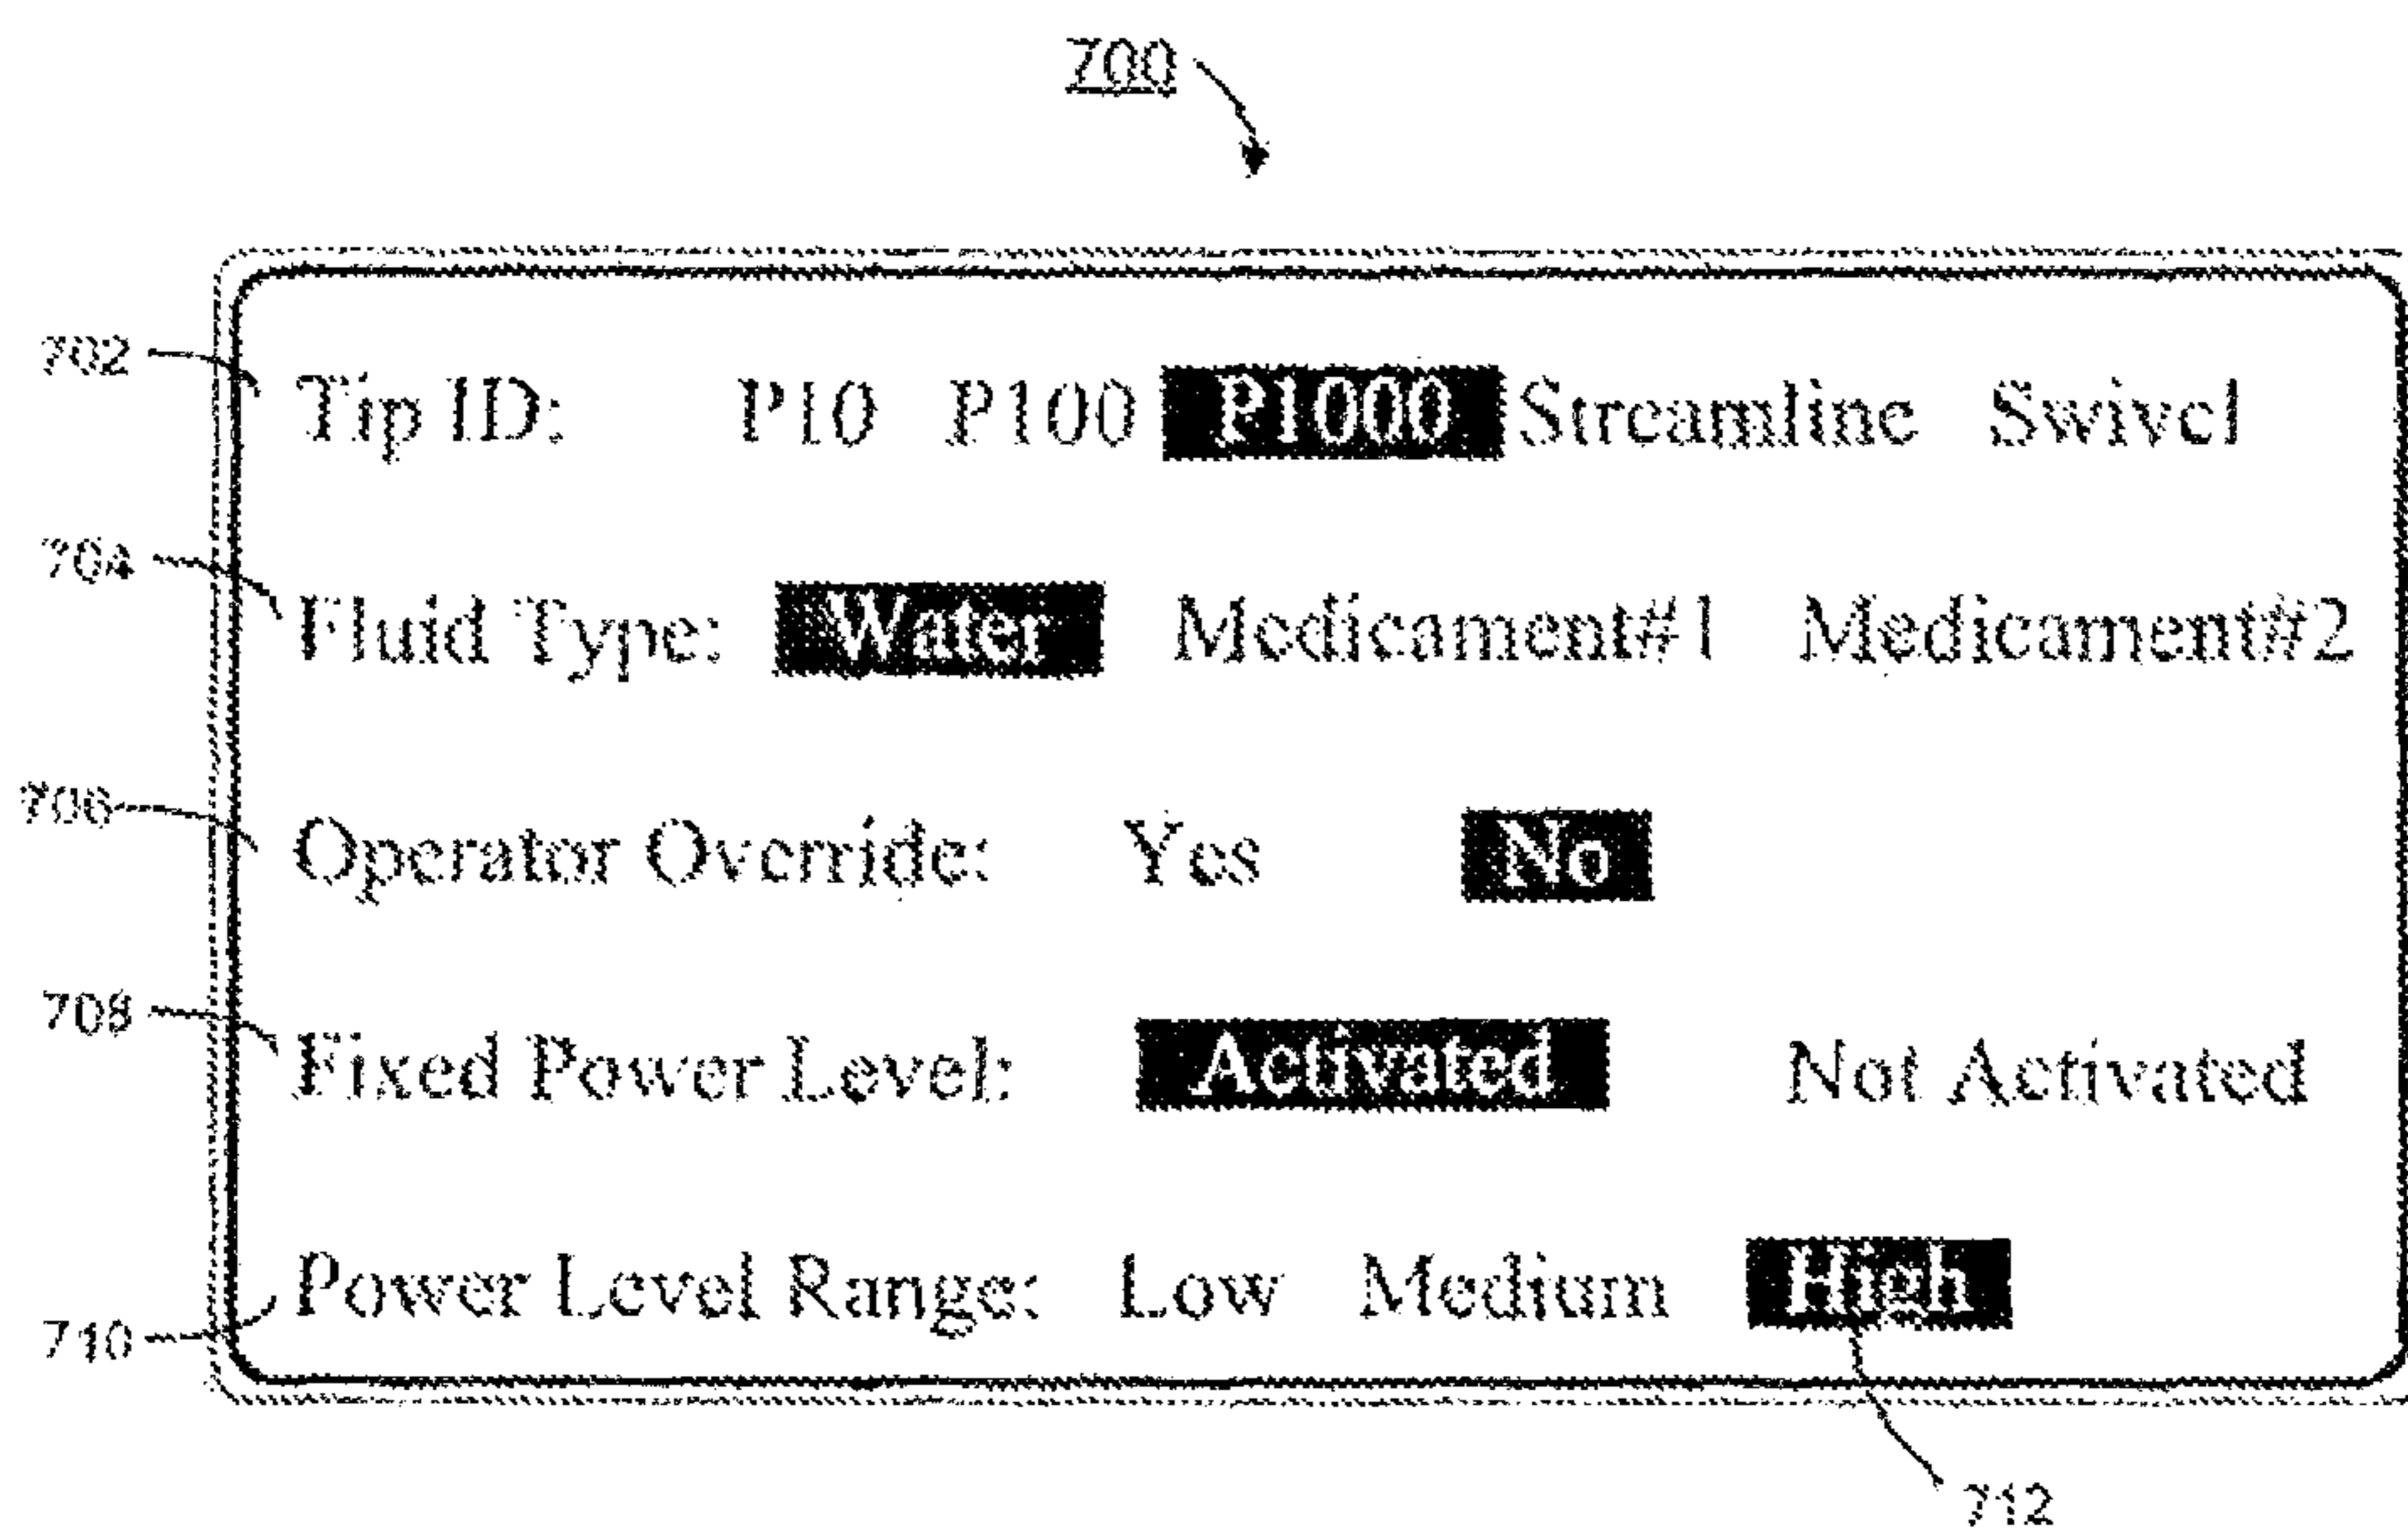 700
702 Tip ID: P10 P100 P1000 Streamline Swivel
704 Fluid Type: Water Medicament#1 Medicament#2
706 Operator Override: Yes No
708 Fixed Power Level: Activated Not Activated
710 Power Level Range: Low Medium High
712